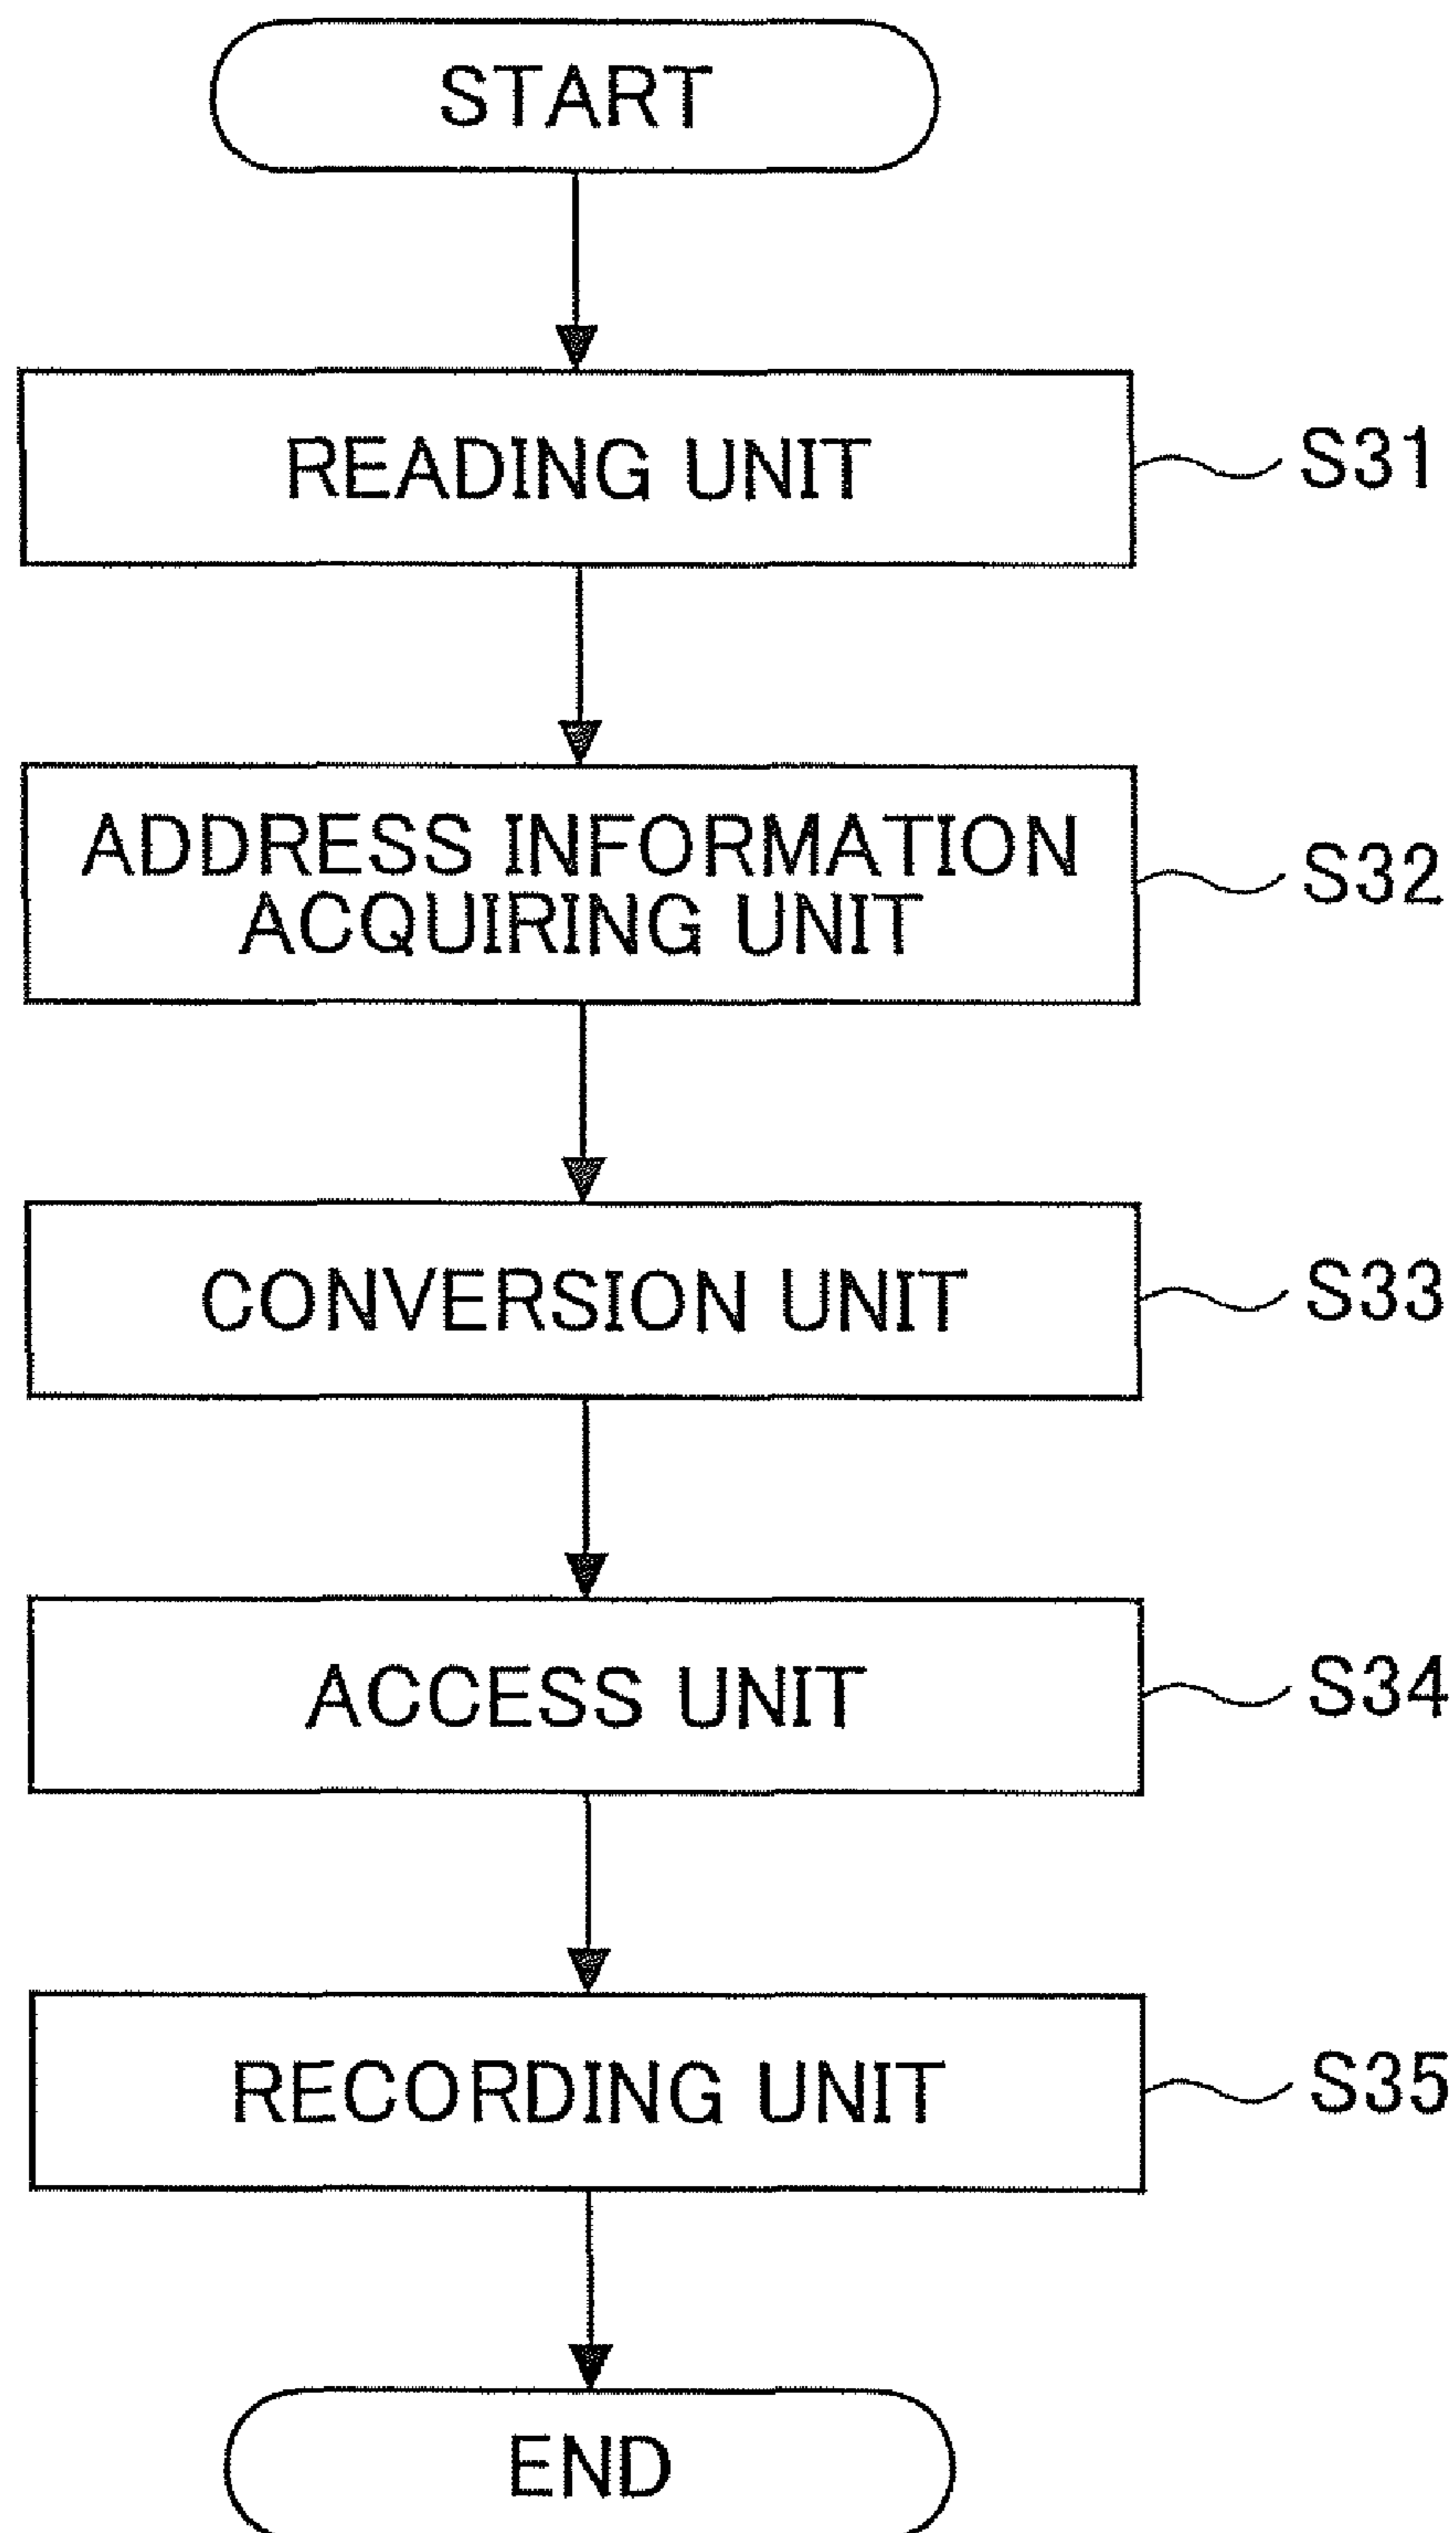 START
READING UNIT
S31
ADDRESS INFORMATION
ACQUIRING UNIT
S32
CONVERSION UNIT
S33
ACCESS UNIT
S34
RECORDING UNIT
S35
END